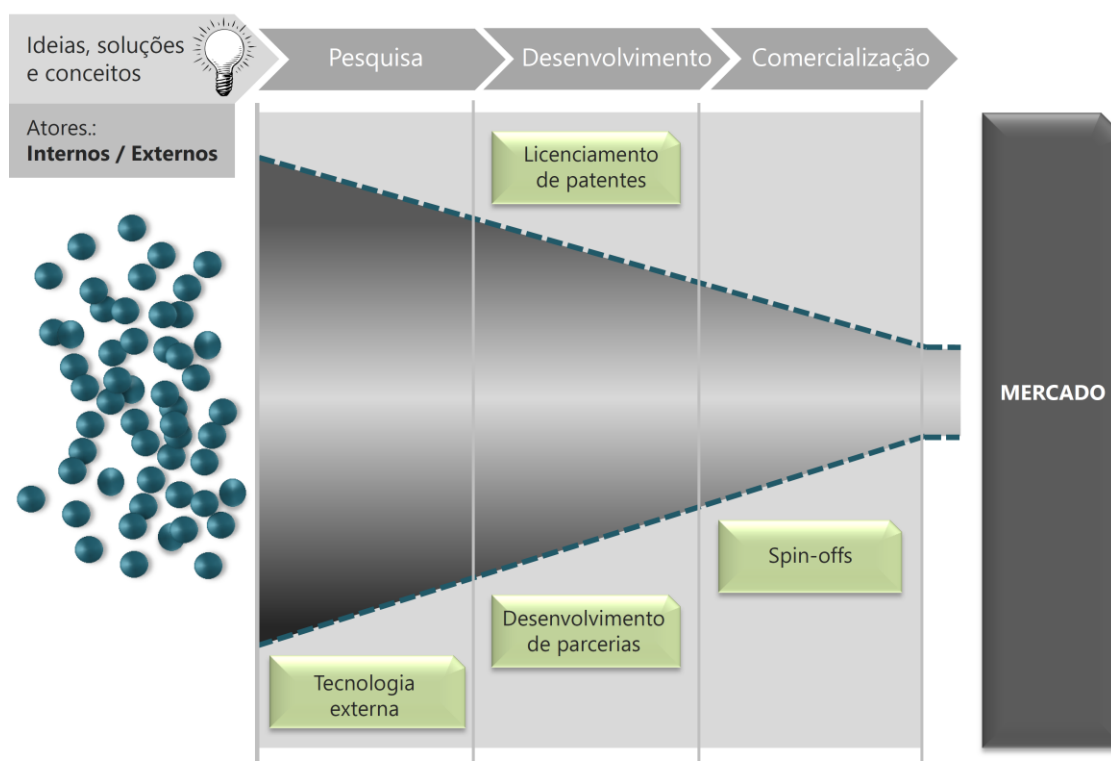 Ideias, soluções
e conceitos
Pesquisa
Desenvolvimento
Comercialização
Atores.:
Internos / Externos
Licenciamento
de patentes
MERCADO
Spin-offs
Desenvolvimento
de parcerias
Tecnologia
externa